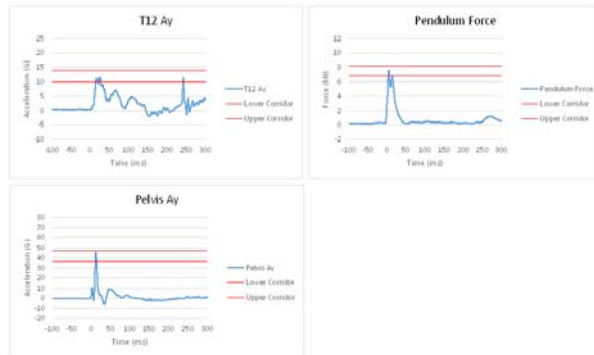 T12 Ay
25
20
15
10
5
0
-5
-10
Acceleration (G)
-100 -50 0 50 100 150 200 250 300
Time (ms)
T12 Ay
Lower Corridor
Upper Corridor
Pendulum Force
12
10
8
6
4
2
0
-2
Force (kN)
-100 -50 0 50 100 150 200 250 300
Time (ms)
Pendulum Force
Lower Corridor
Upper Corridor
Pelvis Ay
80
70
60
50
40
30
20
10
0
-10
-20
Acceleration (G)
-100 -50 0 50 100 150 200 250 300
Time (ms)
Pelvis Ay
Lower Corridor
Upper Corridor